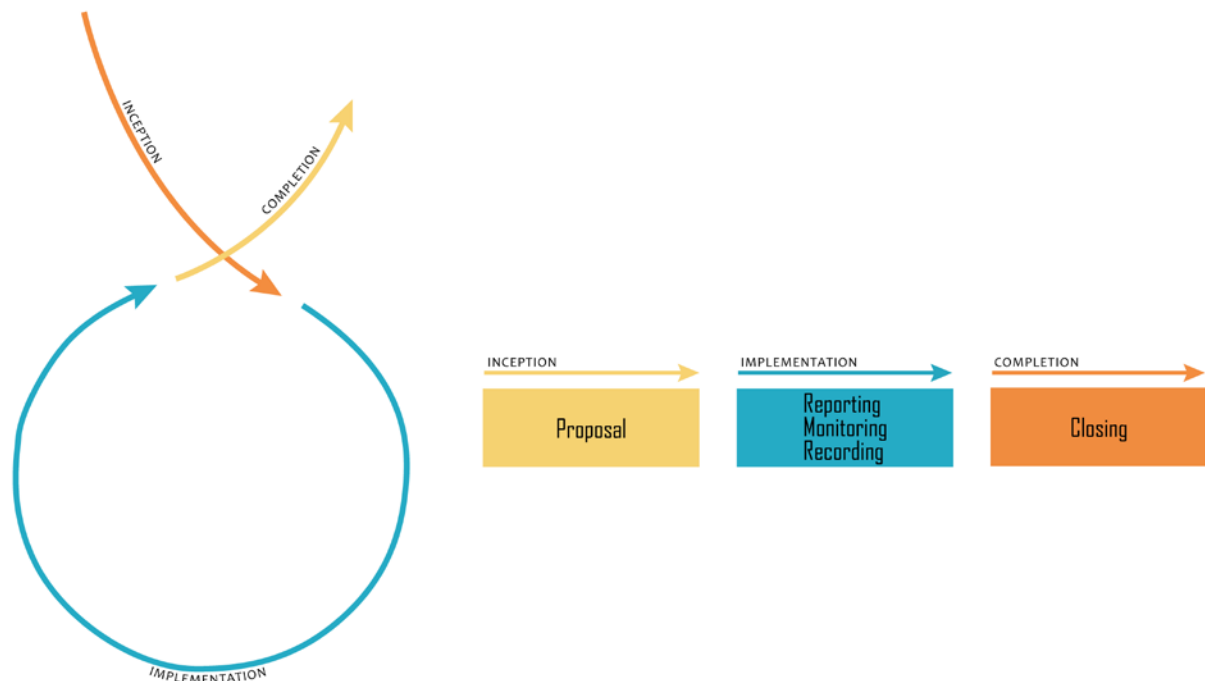 INCEPTION
COMPLETION
IMPLEMENTATION
INCEPTION
Proposal
IMPLEMENTATION
Reporting
Monitoring
Recording
COMPLETION
Closing